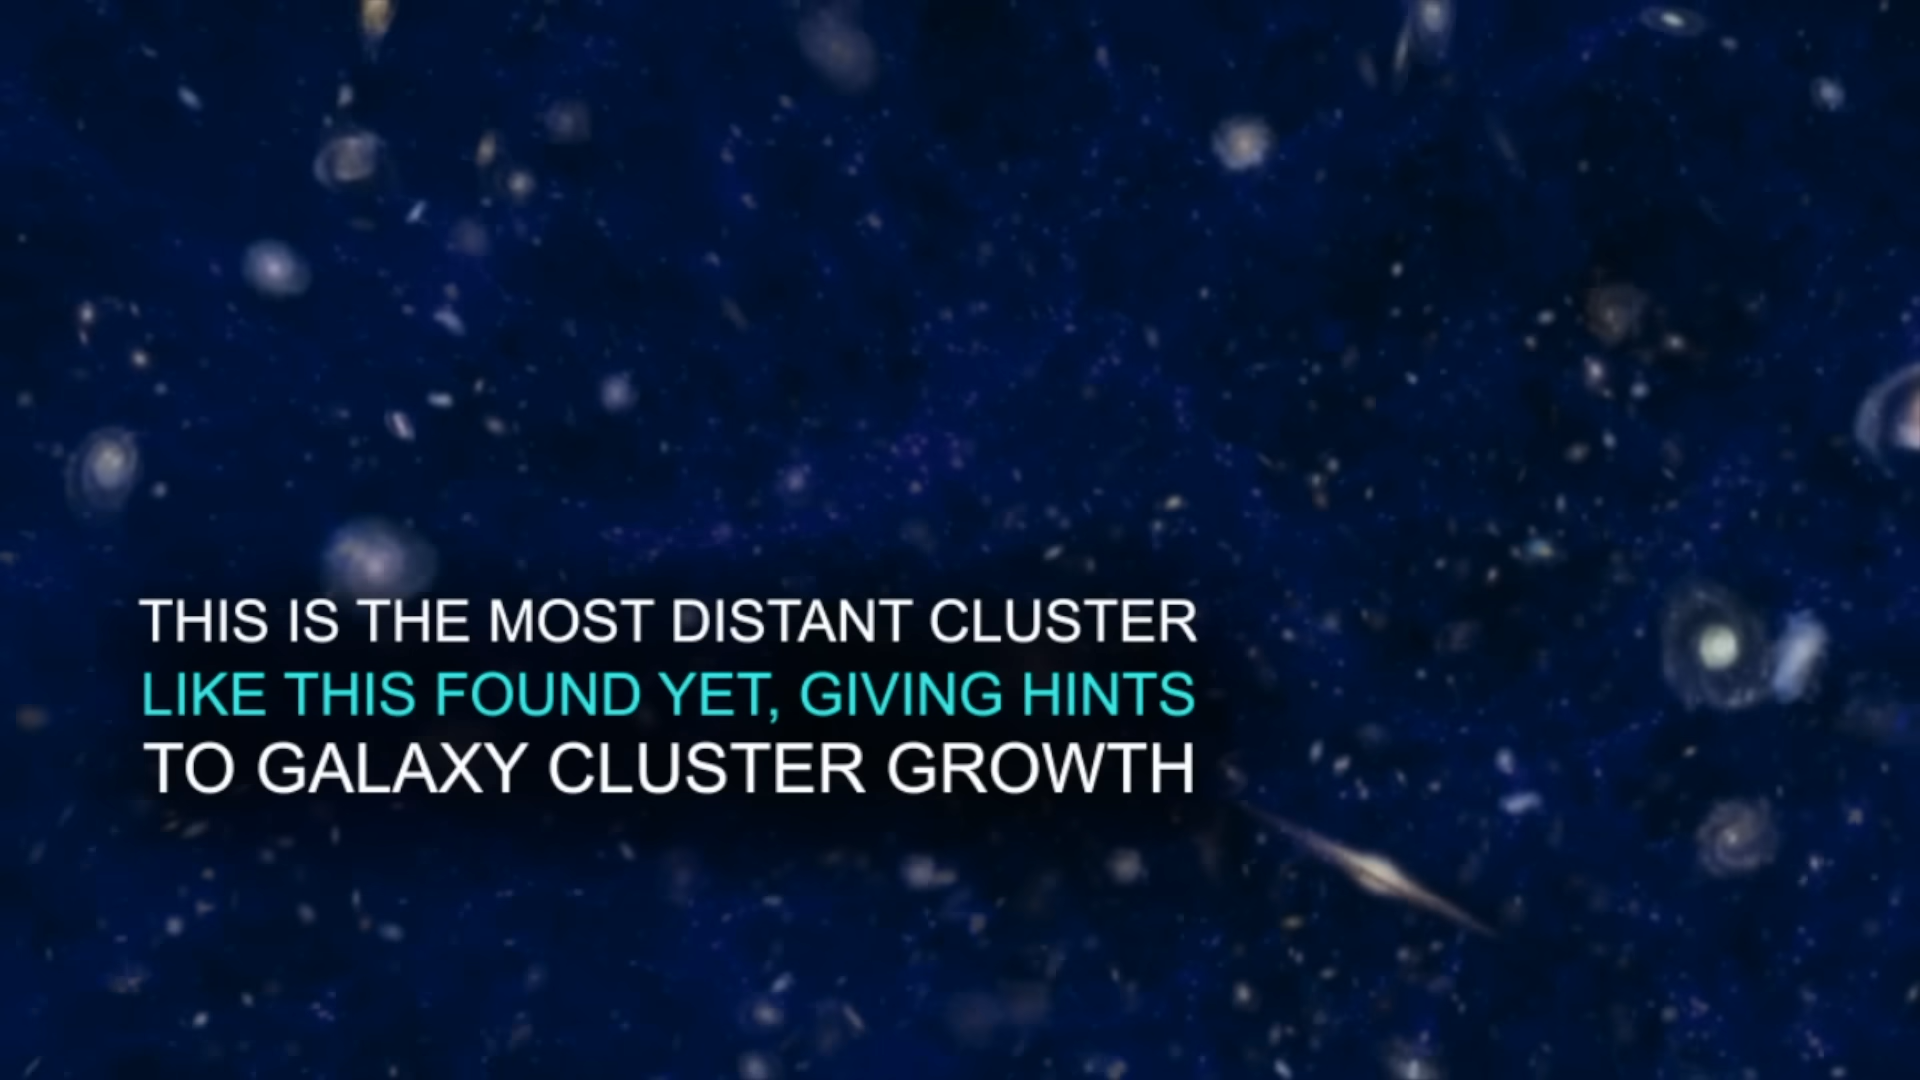 THIS IS THE MOST DISTANT CLUSTER
LIKE THIS FOUND YET, GIVING HINTS
TO GALAXY CLUSTER GROWTH